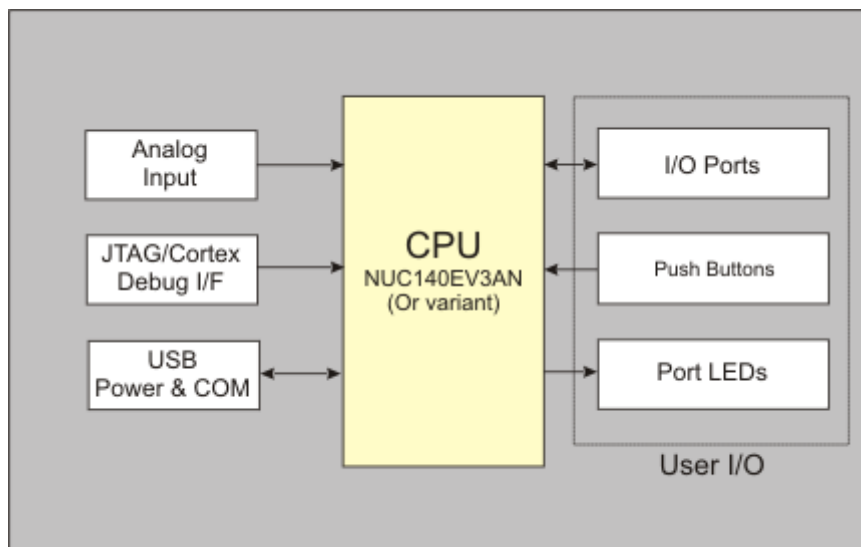 Analog
Input
JTAG/Cortex
Debug I/F
USB
Power & COM
CPU
NUC140EV3AN
(Or variant)
I/O Ports
Push Buttons
Port LEDs
User I/O